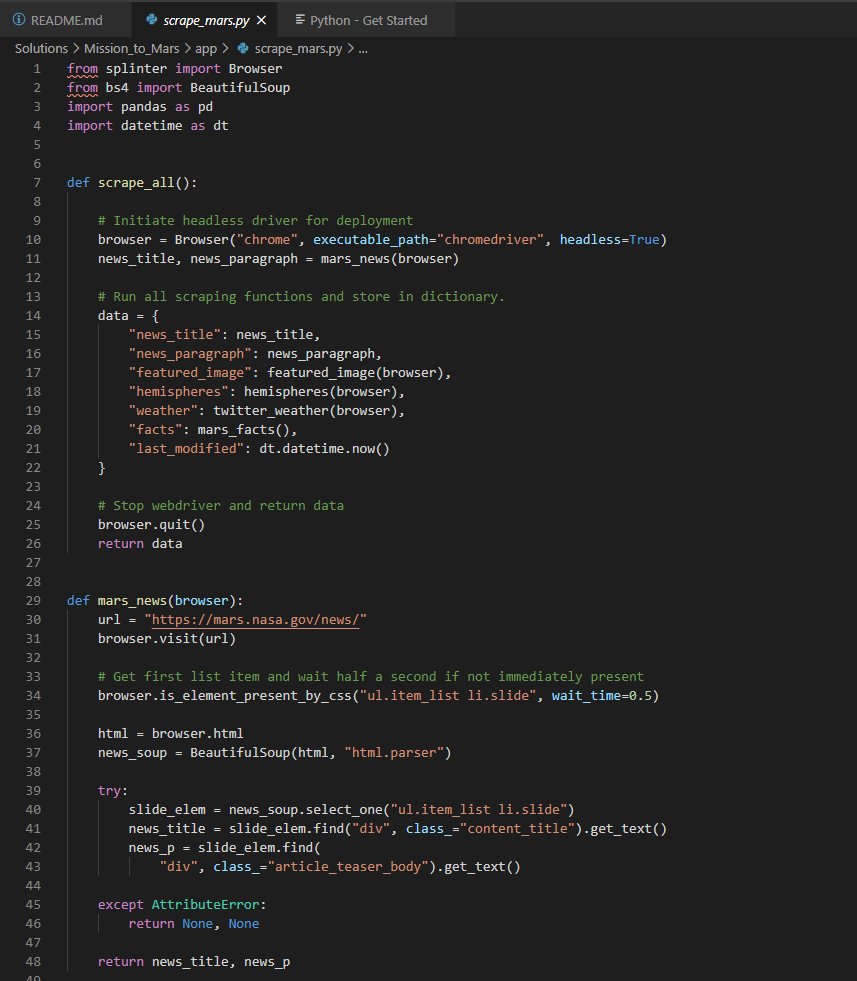 README.md scrape_mars.py × Python - Get Started
Solutions > Mission_to_Mars > app > scrape_mars.py > ...
1 from splinter import Browser
2 from bs4 import BeautifulSoup
3 import pandas as pd
4 import datetime as dt
5
6
7 def scrape_all():
8
9     # Initiate headless driver for deployment
10     browser = Browser("chrome", executable_path="chromedriver", headless=True)
11     news_title, news_paragraph = mars_news(browser)
12
13     # Run all scraping functions and store in dictionary.
14     data = {
15         "news_title": news_title,
16         "news_paragraph": news_paragraph,
17         "featured_image": featured_image(browser),
18         "hemispheres": hemispheres(browser),
19         "weather": twitter_weather(browser),
20         "facts": mars_facts(),
21         "last_modified": dt.datetime.now()
22     }
23
24     # Stop webdriver and return data
25     browser.quit()
26     return data
27
28
29 def mars_news(browser):
30     url = "https://mars.nasa.gov/news/"
31     browser.visit(url)
32
33     # Get first list item and wait half a second if not immediately present
34     browser.is_element_present_by_css("ul.item_list li.slide", wait_time=0.5)
35
36     html = browser.html
37     news_soup = BeautifulSoup(html, "html.parser")
38
39     try:
40         slide_elem = news_soup.select_one("ul.item_list li.slide")
41         news_title = slide_elem.find("div", class_="content_title").get_text()
42         news_p = slide_elem.find(
43             "div", class_="article_teaser_body").get_text()
44
45     except AttributeError:
46         return None, None
47
48     return news_title, news_p
49